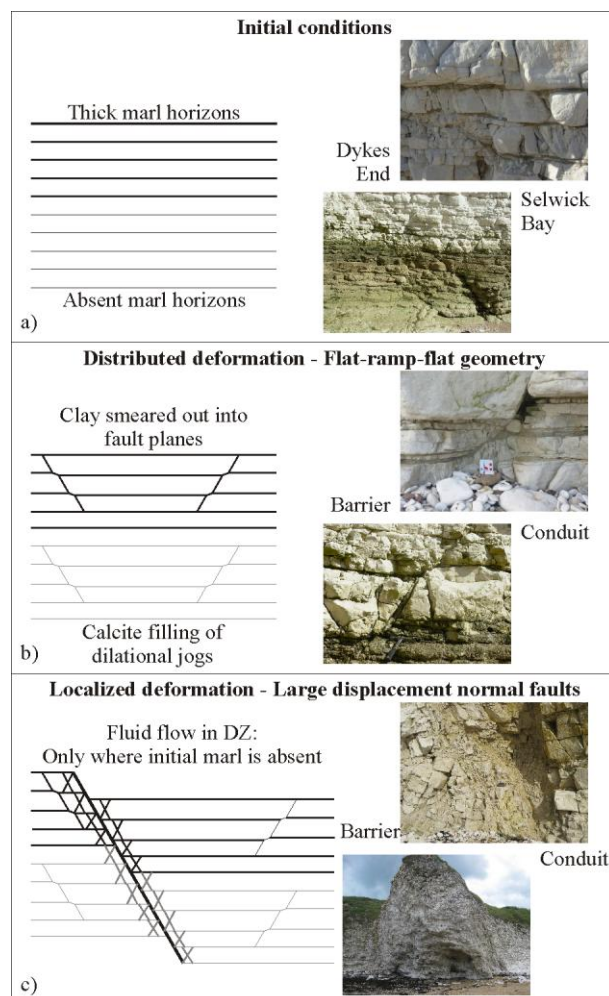 Initial conditions
Thick marl horizons
Dykes
End
Selwick
Bay
Absent marl horizons
a)
Distributed deformation - Flat-ramp-flat geometry
Clay smeared out into
fault planes
Barrier
Conduit
Calcite filling of
dilational jogs
b)
Localized deformation - Large displacement normal faults
Fluid flow in DZ:
Only where initial marl is absent
Barrier
Conduit
c)